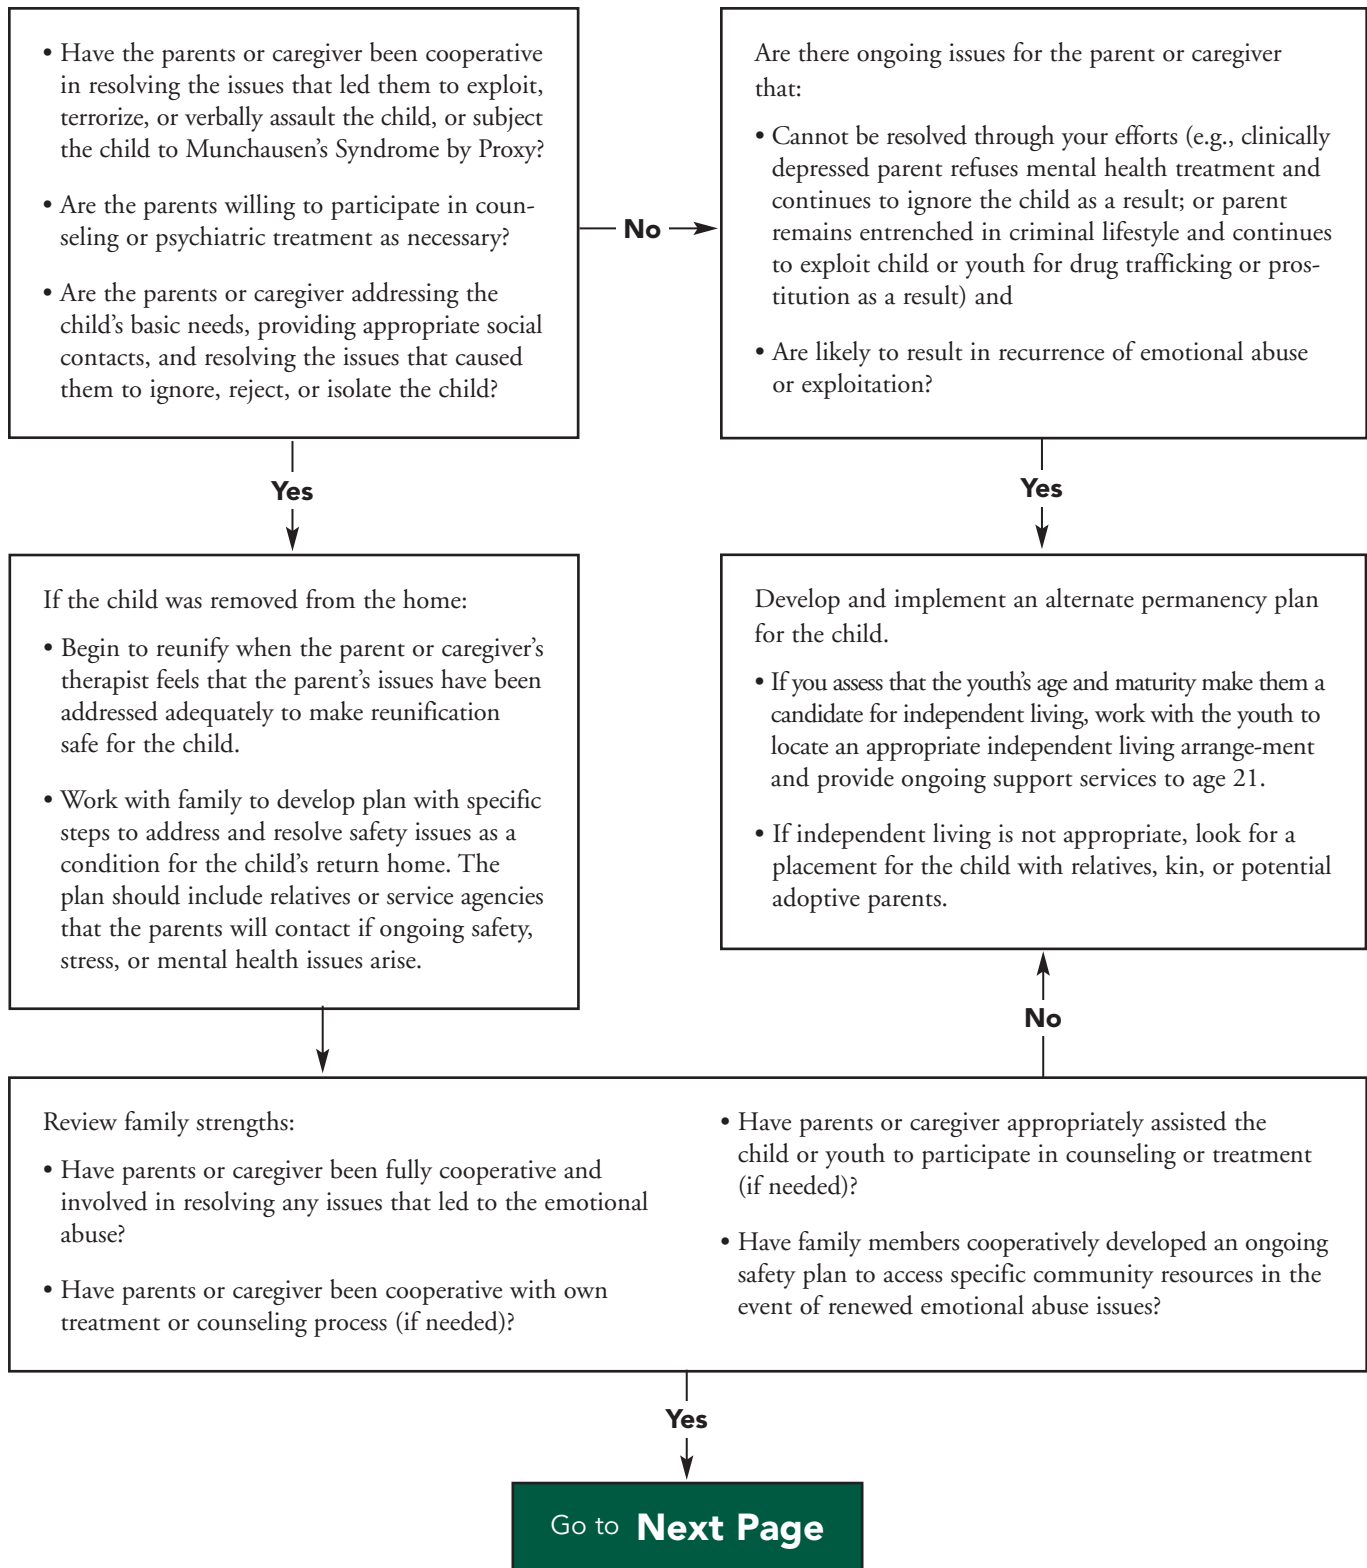 • Have the parents or caregiver been cooperative
in resolving the issues that led them to exploit,
terrorize, or verbally assault the child, or subject
the child to Munchausen’s Syndrome by Proxy?
• Are the parents willing to participate in coun-
seling or psychiatric treatment as necessary?
• Are the parents or caregiver addressing the
child’s basic needs, providing appropriate social
contacts, and resolving the issues that caused
them to ignore, reject, or isolate the child?
No
Are there ongoing issues for the parent or caregiver
that:
• Cannot be resolved through your efforts (e.g., clinically
depressed parent refuses mental health treatment and
continues to ignore the child as a result; or parent
remains entrenched in criminal lifestyle and continues
to exploit child or youth for drug trafficking or pros-
titution as a result) and
• Are likely to result in recurrence of emotional abuse
or exploitation?
Yes
Yes
If the child was removed from the home:
• Begin to reunify when the parent or caregiver’s
therapist feels that the parent’s issues have been
addressed adequately to make reunification
safe for the child.
• Work with family to develop plan with specific
steps to address and resolve safety issues as a
condition for the child’s return home. The
plan should include relatives or service agencies
that the parents will contact if ongoing safety,
stress, or mental health issues arise.
Develop and implement an alternate permanency plan
for the child.
• If you assess that the youth’s age and maturity make them a
candidate for independent living, work with the youth to
locate an appropriate independent living arrange-ment
and provide ongoing support services to age 21.
• If independent living is not appropriate, look for a
placement for the child with relatives, kin, or potential
adoptive parents.
No
Review family strengths:
• Have parents or caregiver been fully cooperative and
involved in resolving any issues that led to the emotional
abuse?
• Have parents or caregiver been cooperative with own
treatment or counseling process (if needed)?
• Have parents or caregiver appropriately assisted the
child or youth to participate in counseling or treatment
(if needed)?
• Have family members cooperatively developed an ongoing
safety plan to access specific community resources in the
event of renewed emotional abuse issues?
Yes
Go to Next Page